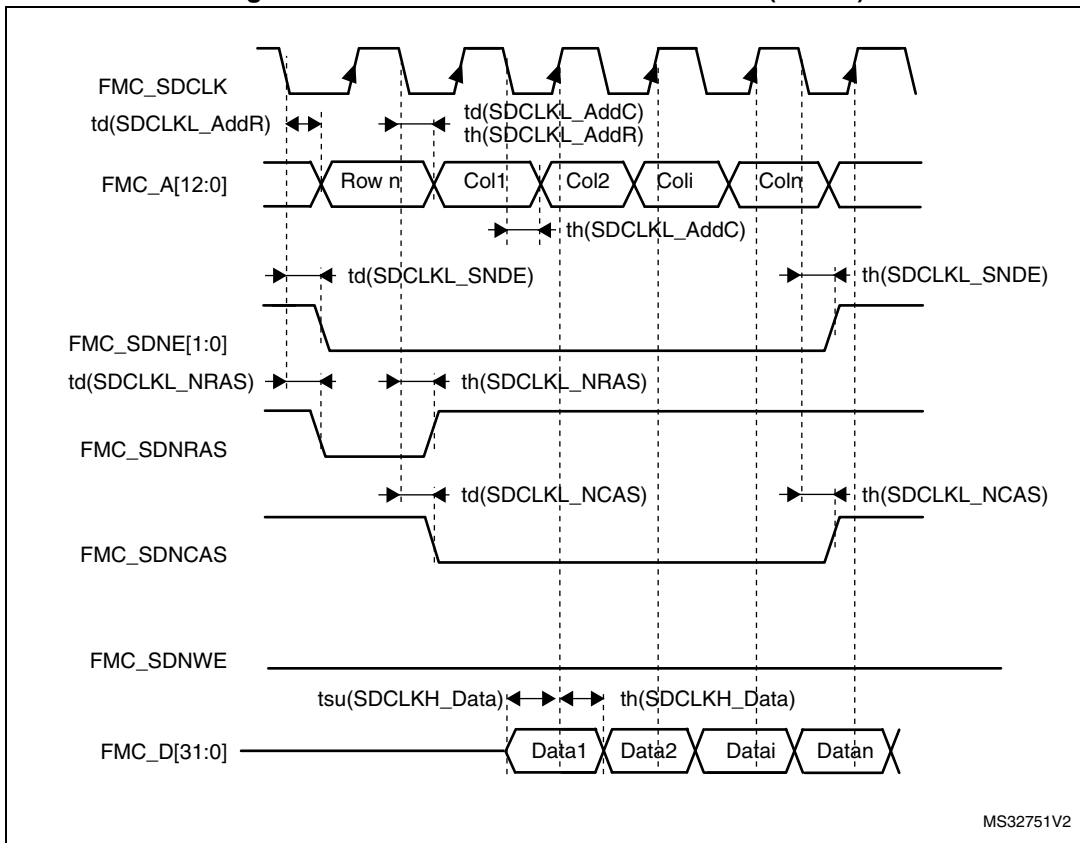 FMC_SDCLK
td(SDCLKL_AddR)
td(SDCLKL_AddC)
th(SDCLKL_AddR)
FMC_A[12:0]
Row n
Col1
Col2
Coli
Coln
th(SDCLKL_AddC)
td(SDCLKL_SNDE)
th(SDCLKL_SNDE)
FMC_SDNE[1:0]
td(SDCLKL_NRAS)
th(SDCLKL_NRAS)
FMC_SDNRAS
td(SDCLKL_NCAS)
th(SDCLKL_NCAS)
FMC_SDNCAS
FMC_SDNWE
tsu(SDCLKH_Data)
th(SDCLKH_Data)
FMC_D[31:0]
Data1
Data2
Datai
Datan
MS32751V2